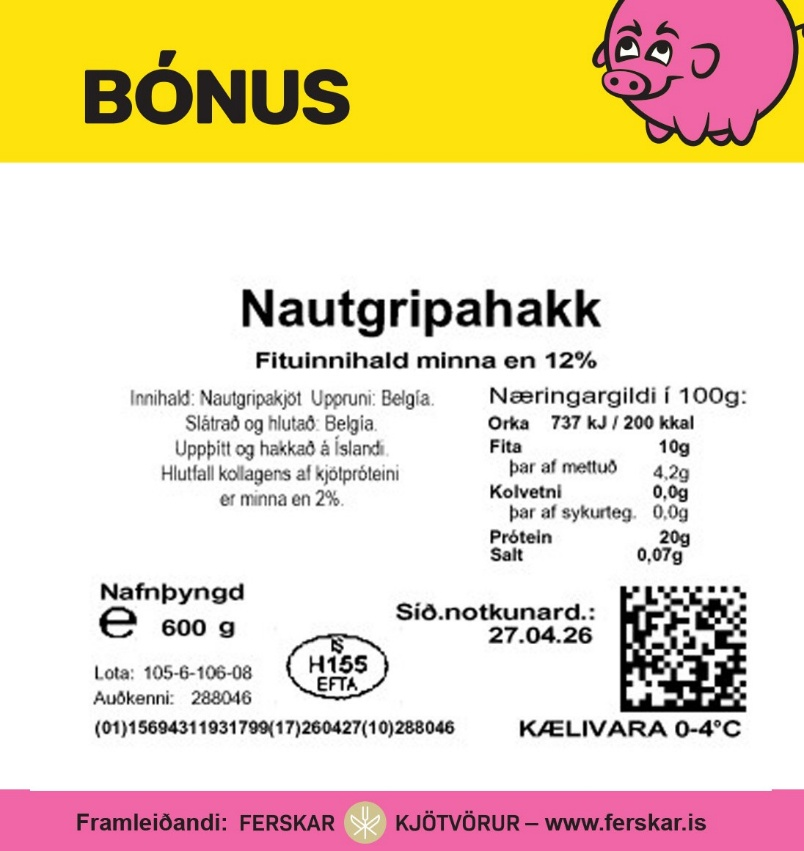 BÓNUS
Nautgripahakk
Fituinnihald minna en 12%
Innihald: Nautgripakjöt Uppruni: Belgía.
Slátrað og hlutað: Belgía.
Uppþítt og hakkað á Íslandi.
Hlutfall kollagens af kjötpróteini
er minna en 2%.
Næringargildi í 100g:
Orka 737 kJ / 200 kkal
Fita 10g
þar af mettuð 4,2g
Kolvetni 0,0g
þar af sykurteg. 0,0g
Prótein 20g
Salt 0,07g
Nafnþyngd
e 600 g
Síð.notkunard.:
27.04.26
IS
H155
EFTA
Lota: 105-6-106-08
Auðkenni: 288046
(01)15694311931799(17)260427(10)288046
KÆLIVARA 0-4°C
Framleiðandi: FERSKAR KJÖTVÖRUR – www.ferskar.is